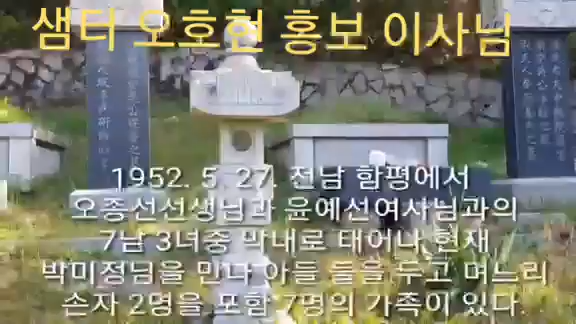 샘터 오호현 홍보 이사님
1952. 5. 27. 전남 함평에서
오종선선생님과 윤예선여사님과의
7남 3녀중 막내로 태어나 현재
박미정님을 만나 아들 둘을 두고 며느리
손자 2명을 포함 7명의 가족이 있다.